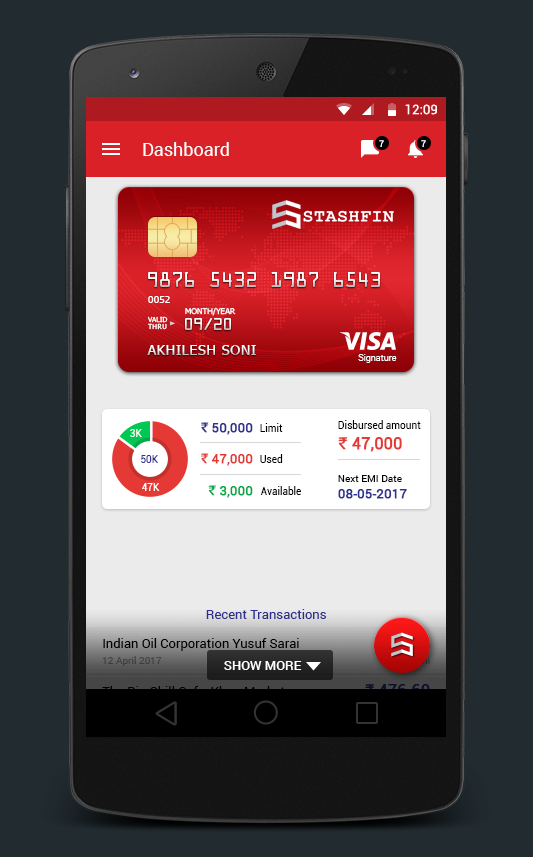 12:09
Dashboard
7
7
STASHFIN
9876 5432 1987 6543
0052
MONTH/YEAR
VALID
THRU
09/20
AKHILESH SONI
VISA
Signature
3K
50K
47K
₹ 50,000 Limit
₹ 47,000 Used
₹ 3,000 Available
Disbursed amount
₹ 47,000
Next EMI Date
08-05-2017
Recent Transactions
Indian Oil Corporation Yusuf Sarai
12 April 2017
SHOW MORE